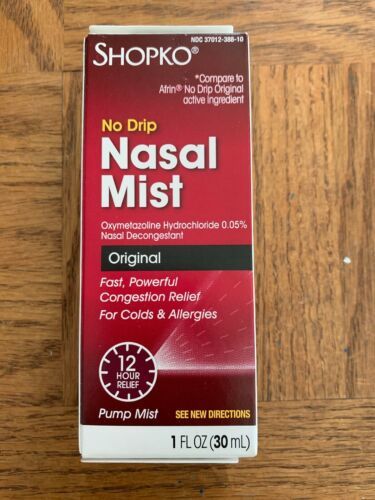 NDC 37012-388-10
SHOPKO®
*Compare to
Afrin® No Drip Original
active ingredient
No Drip
Nasal
Mist
Oxymetazoline Hydrochloride 0.05%
Nasal Decongestant
Original
Fast, Powerful
Congestion Relief
For Colds & Allergies
12
HOUR
RELIEF
Pump Mist
SEE NEW DIRECTIONS
1 FL OZ (30 mL)